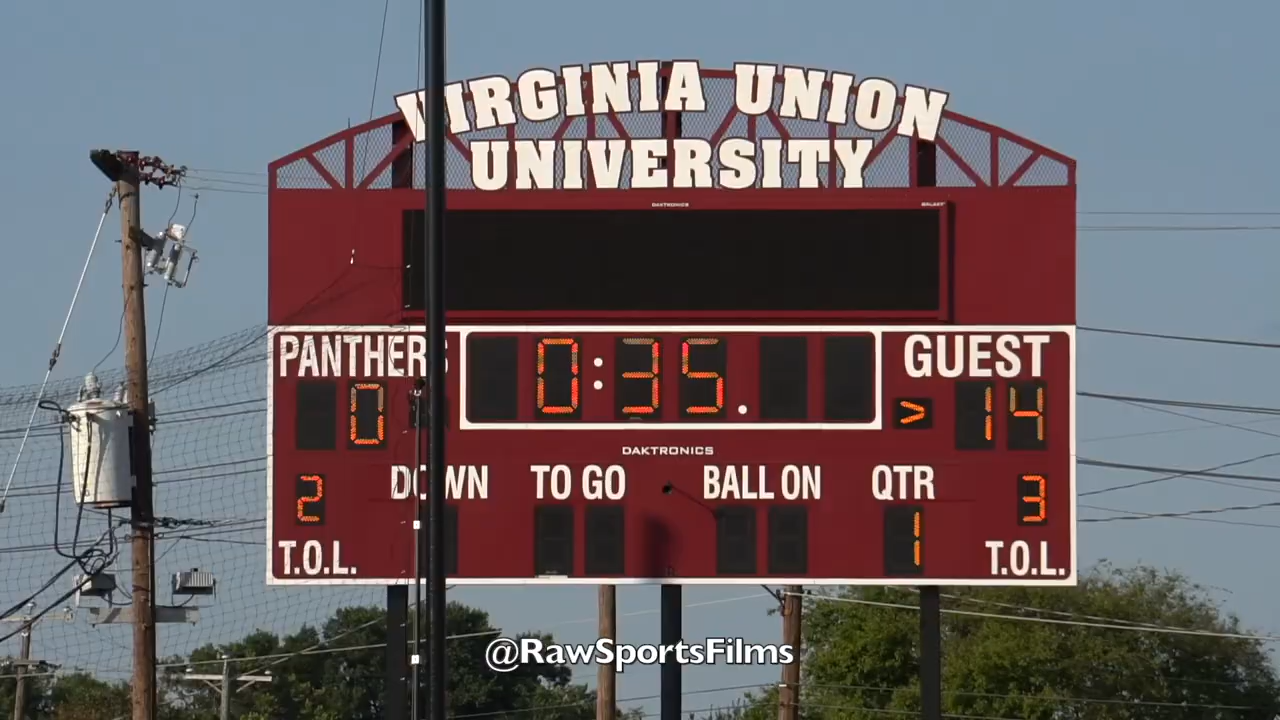 VIRGINIA UNION
UNIVERSITY
DAKTRONICS
GALAXY
PANTHERS
0:35.
GUEST
0
> 14
DAKTRONICS
DOWN TO GO BALL ON QTR
2
1
3
T.O.L.
T.O.L.
@RawSportsFilms